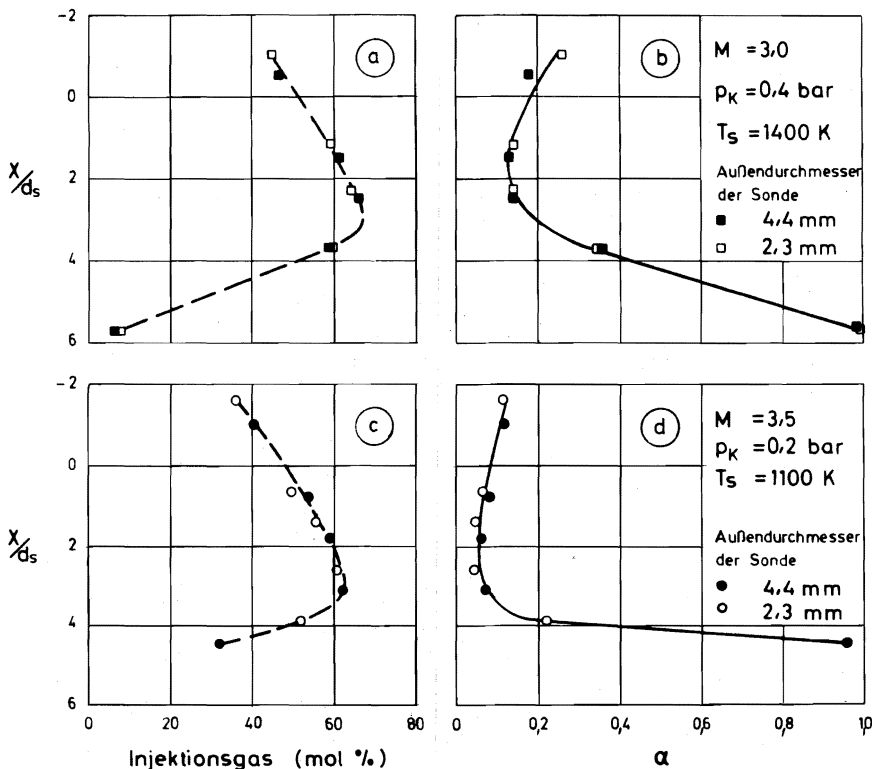 -2
0
2
4
6
X/ds
a
b
M = 3,0
pK = 0,4 bar
TS = 1400 K
Außendurchmesser
der Sonde
4,4 mm
2,3 mm
-2
0
2
4
6
X/ds
c
d
M = 3,5
pK = 0,2 bar
TS = 1100 K
Außendurchmesser
der Sonde
4,4 mm
2,3 mm
0 20 40 60 80
0 0,2 0,4 0,6 0,8 1,0
Injektionsgas (mol %)
α